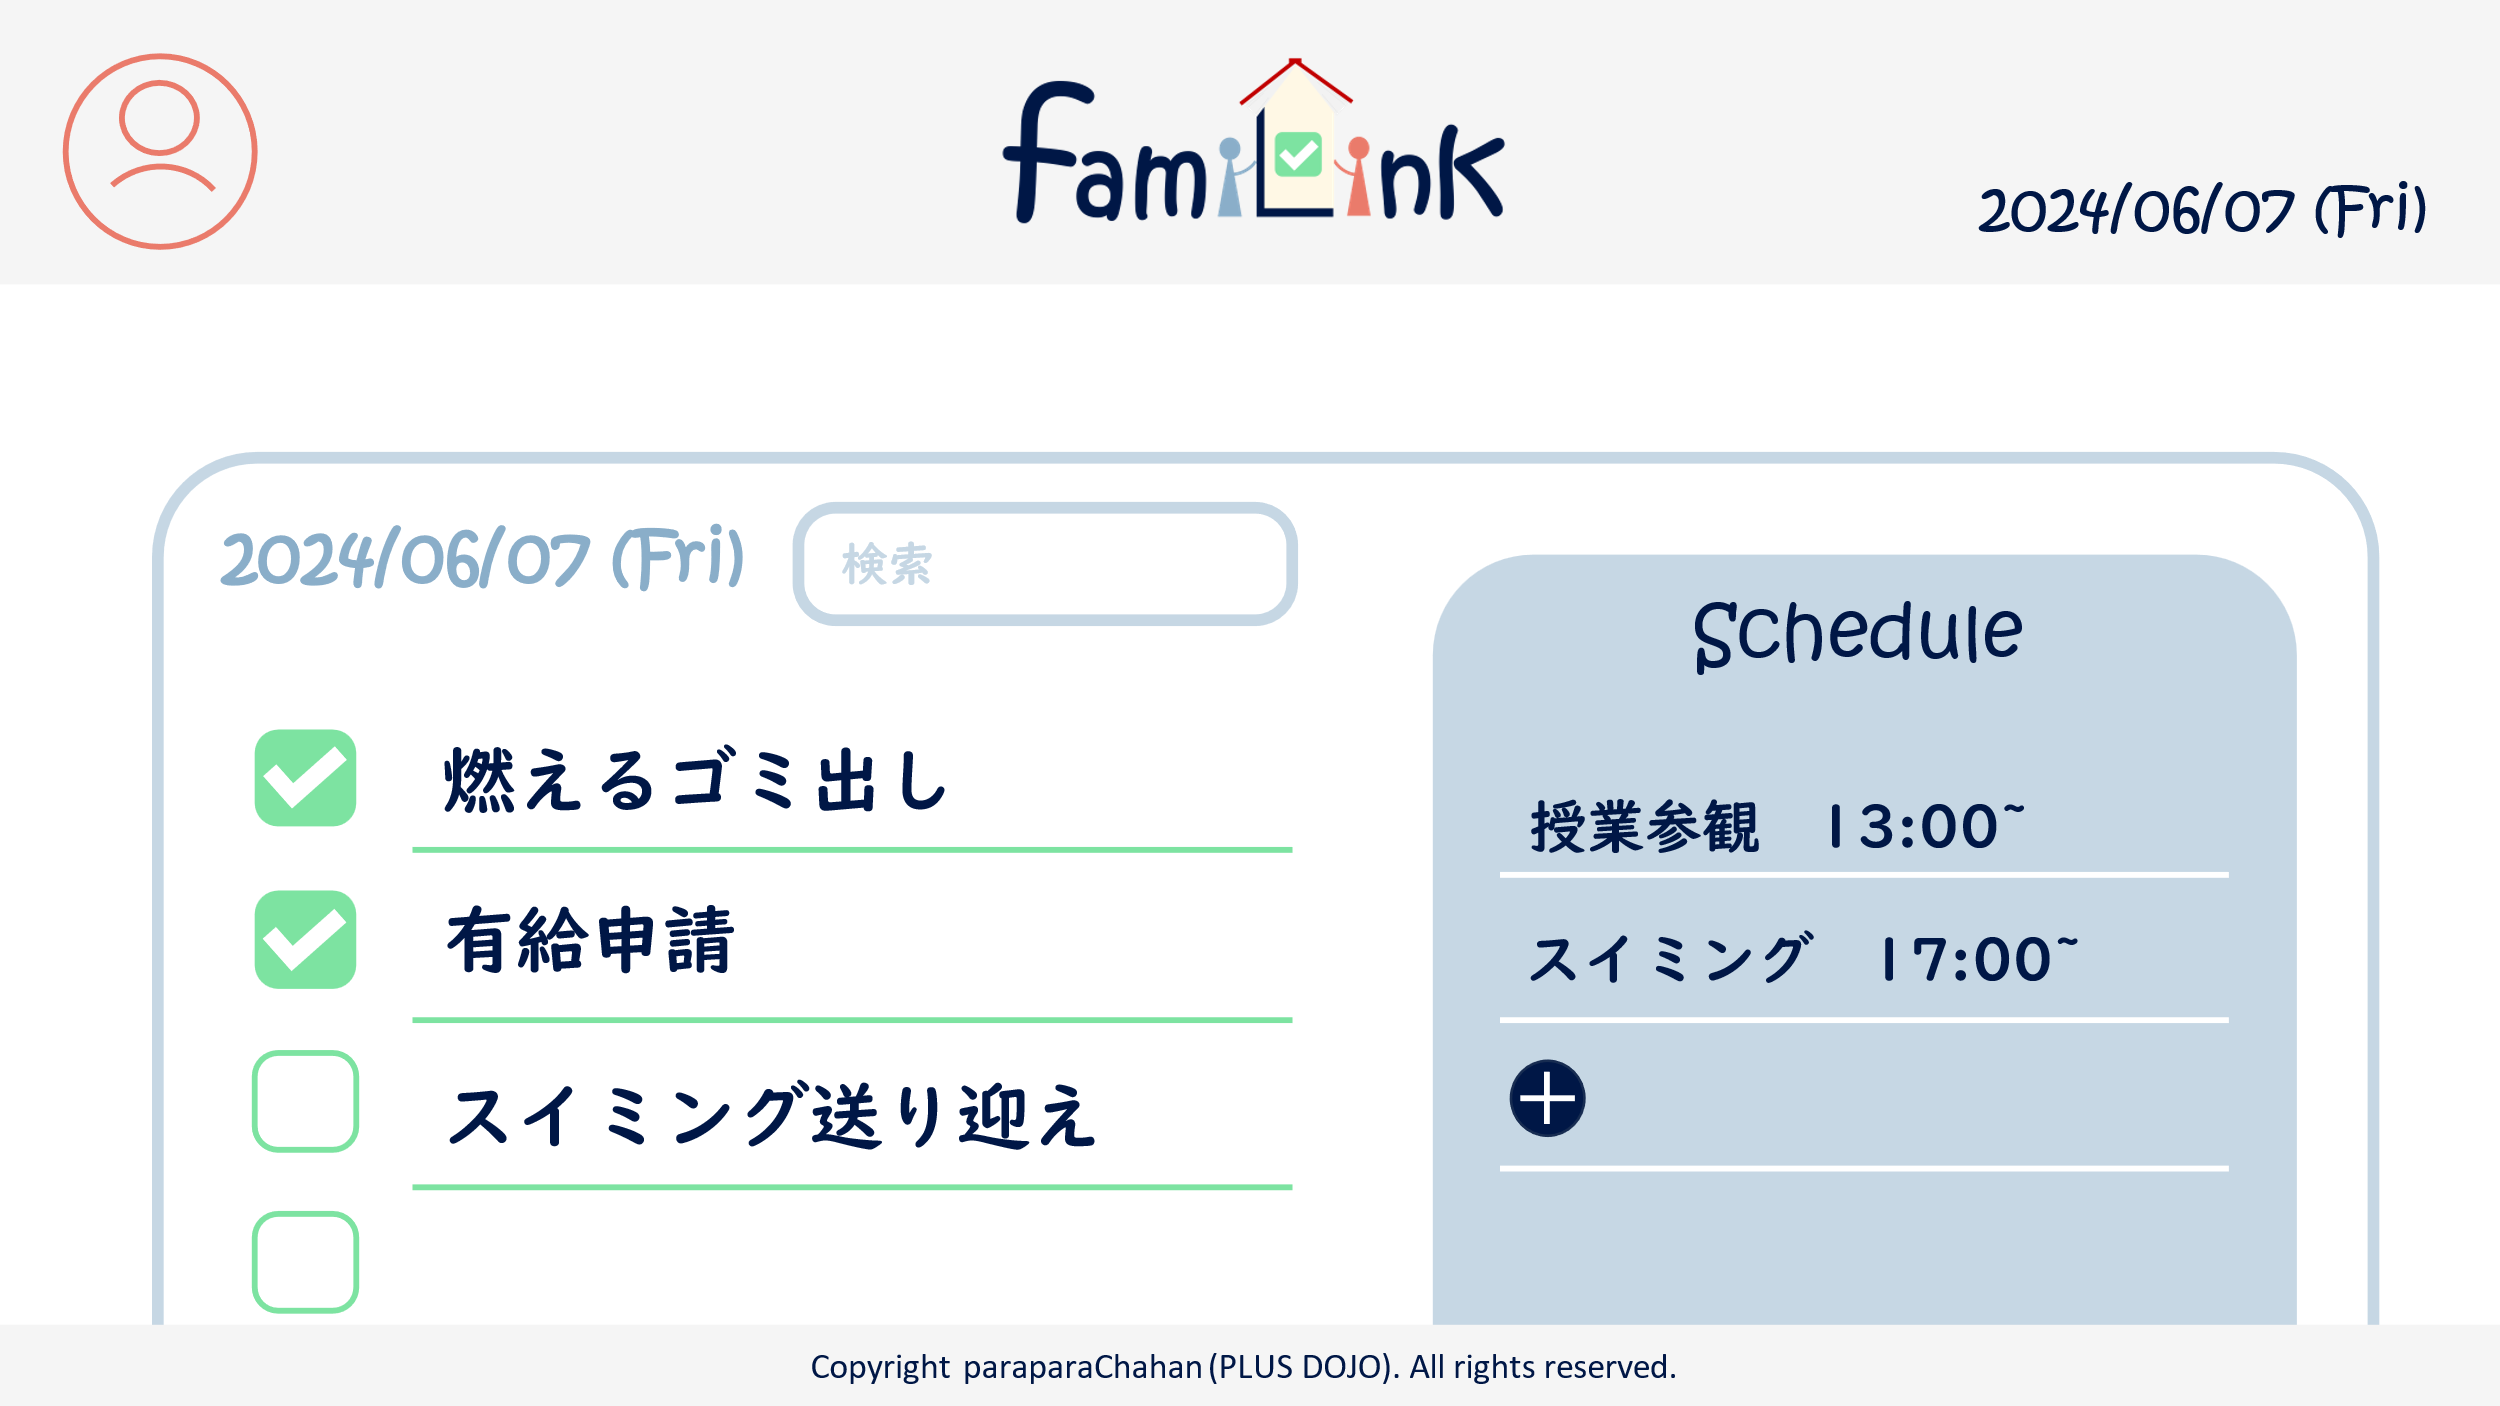 famLink
2024/06/07 (Fri)
2024/06/07 (Fri)
検索
燃えるゴミ出し
有給申請
スイミング送り迎え
Schedule
授業参観 13:00~
スイミング 17:00~
Copyright paraparaChahan (PLUS DOJO). All rights reserved.